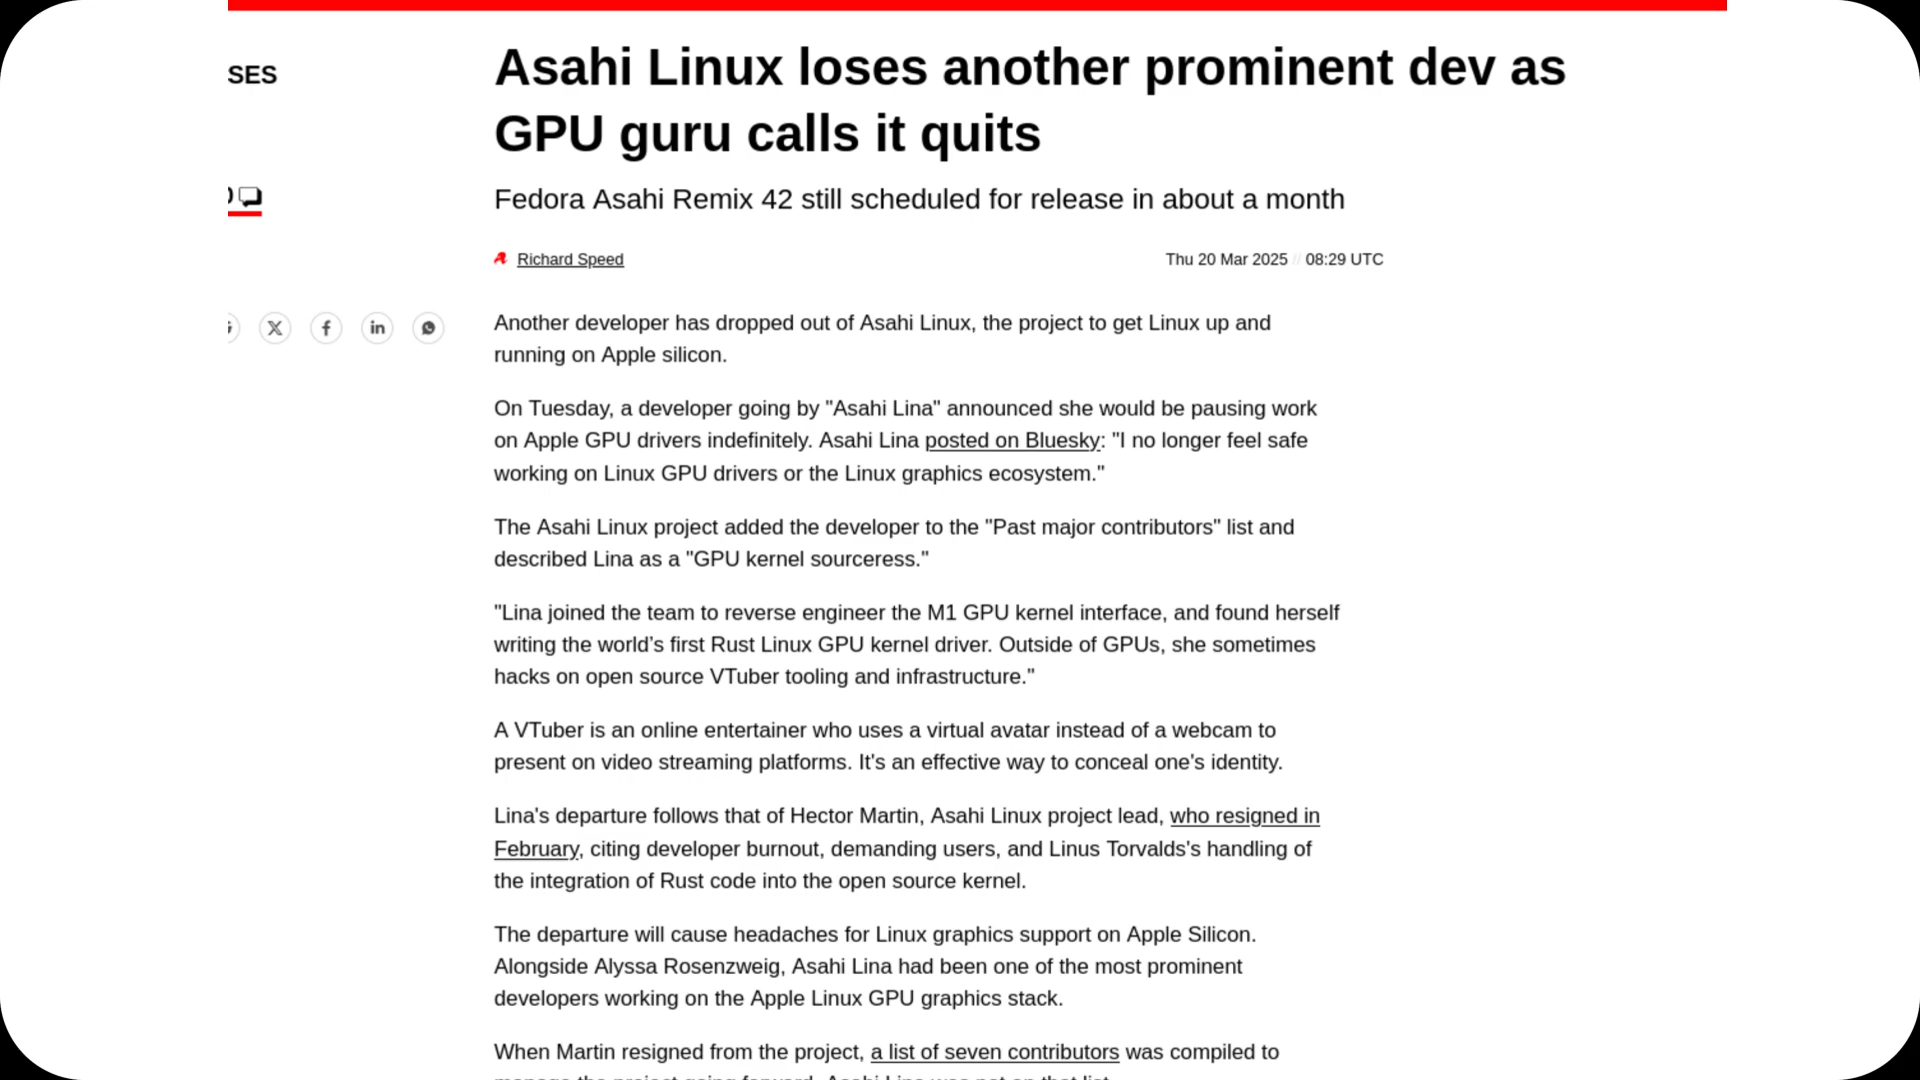 SES
Asahi Linux loses another prominent dev as
GPU guru calls it quits
Fedora Asahi Remix 42 still scheduled for release in about a month
Richard Speed
Thu 20 Mar 2025 // 08:29 UTC
Another developer has dropped out of Asahi Linux, the project to get Linux up and
running on Apple silicon.
On Tuesday, a developer going by "Asahi Lina" announced she would be pausing work
on Apple GPU drivers indefinitely. Asahi Lina posted on Bluesky: "I no longer feel safe
working on Linux GPU drivers or the Linux graphics ecosystem."
The Asahi Linux project added the developer to the "Past major contributors" list and
described Lina as a "GPU kernel sourceress."
"Lina joined the team to reverse engineer the M1 GPU kernel interface, and found herself
writing the world’s first Rust Linux GPU kernel driver. Outside of GPUs, she sometimes
hacks on open source VTuber tooling and infrastructure."
A VTuber is an online entertainer who uses a virtual avatar instead of a webcam to
present on video streaming platforms. It's an effective way to conceal one's identity.
Lina's departure follows that of Hector Martin, Asahi Linux project lead, who resigned in
February, citing developer burnout, demanding users, and Linus Torvalds's handling of
the integration of Rust code into the open source kernel.
The departure will cause headaches for Linux graphics support on Apple Silicon.
Alongside Alyssa Rosenzweig, Asahi Lina had been one of the most prominent
developers working on the Apple Linux GPU graphics stack.
When Martin resigned from the project, a list of seven contributors was compiled to
manage the project going forward. Asahi Lina was not on that list.